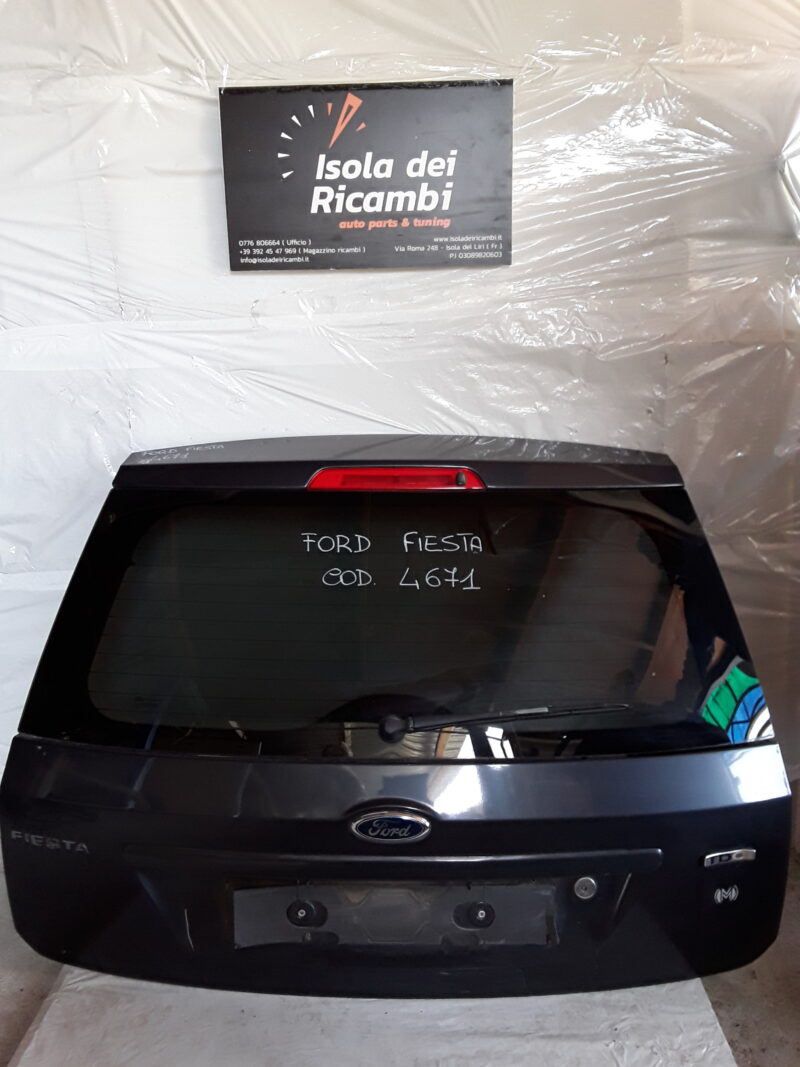 Isola dei
Ricambi
auto parts & tuning
0776 806664 ( Ufficio )
+39 392 45 47 969 ( Magazzino ricambi )
info@isoladeiricambi.it
www.isoladeiricambi.it
Via Roma 248 - Isola del Liri ( Fr )
P.I 03089820603
FORD FIESTA
4671
FORD FIESTA
COD. 4671
Ford
FIESTA
M